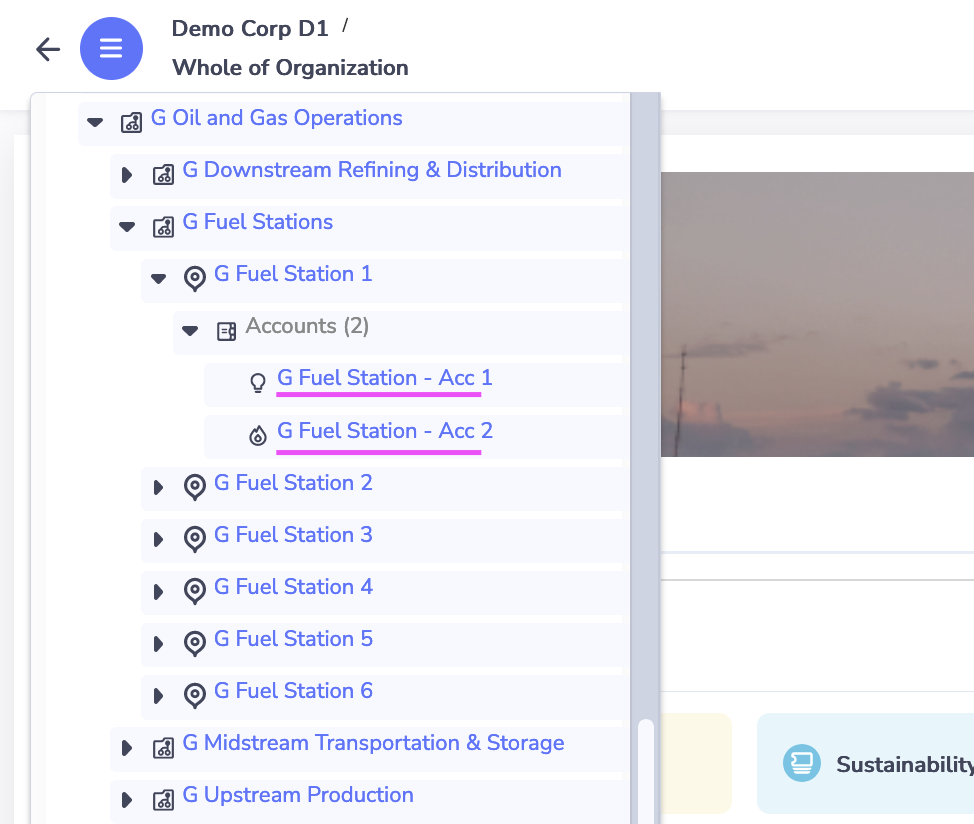 Demo Corp D1 /
Whole of Organization
G Oil and Gas Operations
G Downstream Refining & Distribution
G Fuel Stations
G Fuel Station 1
Accounts (2)
G Fuel Station - Acc 1
G Fuel Station - Acc 2
G Fuel Station 2
G Fuel Station 3
G Fuel Station 4
G Fuel Station 5
G Fuel Station 6
G Midstream Transportation & Storage
G Upstream Production
Sustainability